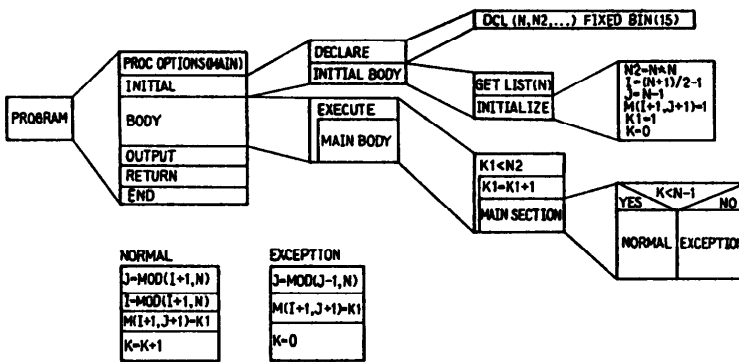 PROGRAM
PROC OPTIONS(MAIN)
INITIAL
BODY
OUTPUT
RETURN
END
DECLARE
INITIAL BODY
DCL (N,N2,...) FIXED BIN(15)
GET LIST(N)
INITIALIZE
N2=N*N
I=(N+1)/2-1
J=N-1
M(I+1,J+1)=1
K1=1
K=0
EXECUTE
MAIN BODY
K1<N2
K1=K1+1
MAIN SECTION
K<N-1
YES
NO
NORMAL
EXCEPTION
NORMAL
J=MOD(I+1,N)
I=MOD(I+1,N)
M(I+1,J+1)=K1
K=K+1
EXCEPTION
J=MOD(J-1,N)
M(I+1,J+1)=K1
K=0